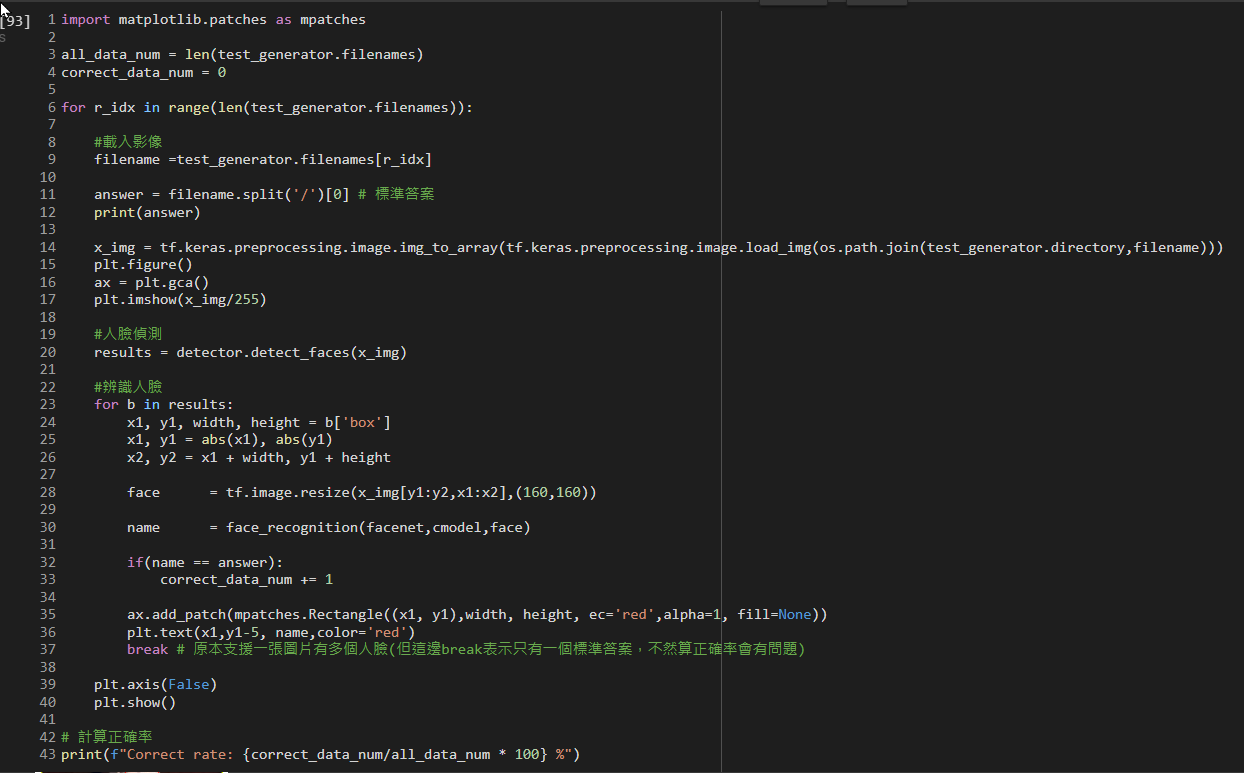 [93]
s
1 import matplotlib.patches as mpatches
2
3 all_data_num = len(test_generator.filenames)
4 correct_data_num = 0
5
6 for r_idx in range(len(test_generator.filenames)):
7
8     #載入影像
9     filename =test_generator.filenames[r_idx]
10
11     answer = filename.split('/')[0] # 標準答案
12     print(answer)
13
14     x_img = tf.keras.preprocessing.image.img_to_array(tf.keras.preprocessing.image.load_img(os.path.join(test_generator.directory,filename)))
15     plt.figure()
16     ax = plt.gca()
17     plt.imshow(x_img/255)
18
19     #人臉偵測
20     results = detector.detect_faces(x_img)
21
22     #辨識人臉
23     for b in results:
24         x1, y1, width, height = b['box']
25         x1, y1 = abs(x1), abs(y1)
26         x2, y2 = x1 + width, y1 + height
27
28         face      = tf.image.resize(x_img[y1:y2,x1:x2],(160,160))
29
30         name      = face_recognition(facenet,cmodel,face)
31
32         if(name == answer):
33             correct_data_num += 1
34
35         ax.add_patch(mpatches.Rectangle((x1, y1),width, height, ec='red',alpha=1, fill=None))
36         plt.text(x1,y1-5, name,color='red')
37         break # 原本支援一張圖片有多個人臉(但這邊break表示只有一個標準答案，不然算正確率會有問題)
38
39     plt.axis(False)
40     plt.show()
41
42 # 計算正確率
43 print(f"Correct rate: {correct_data_num/all_data_num * 100} %")